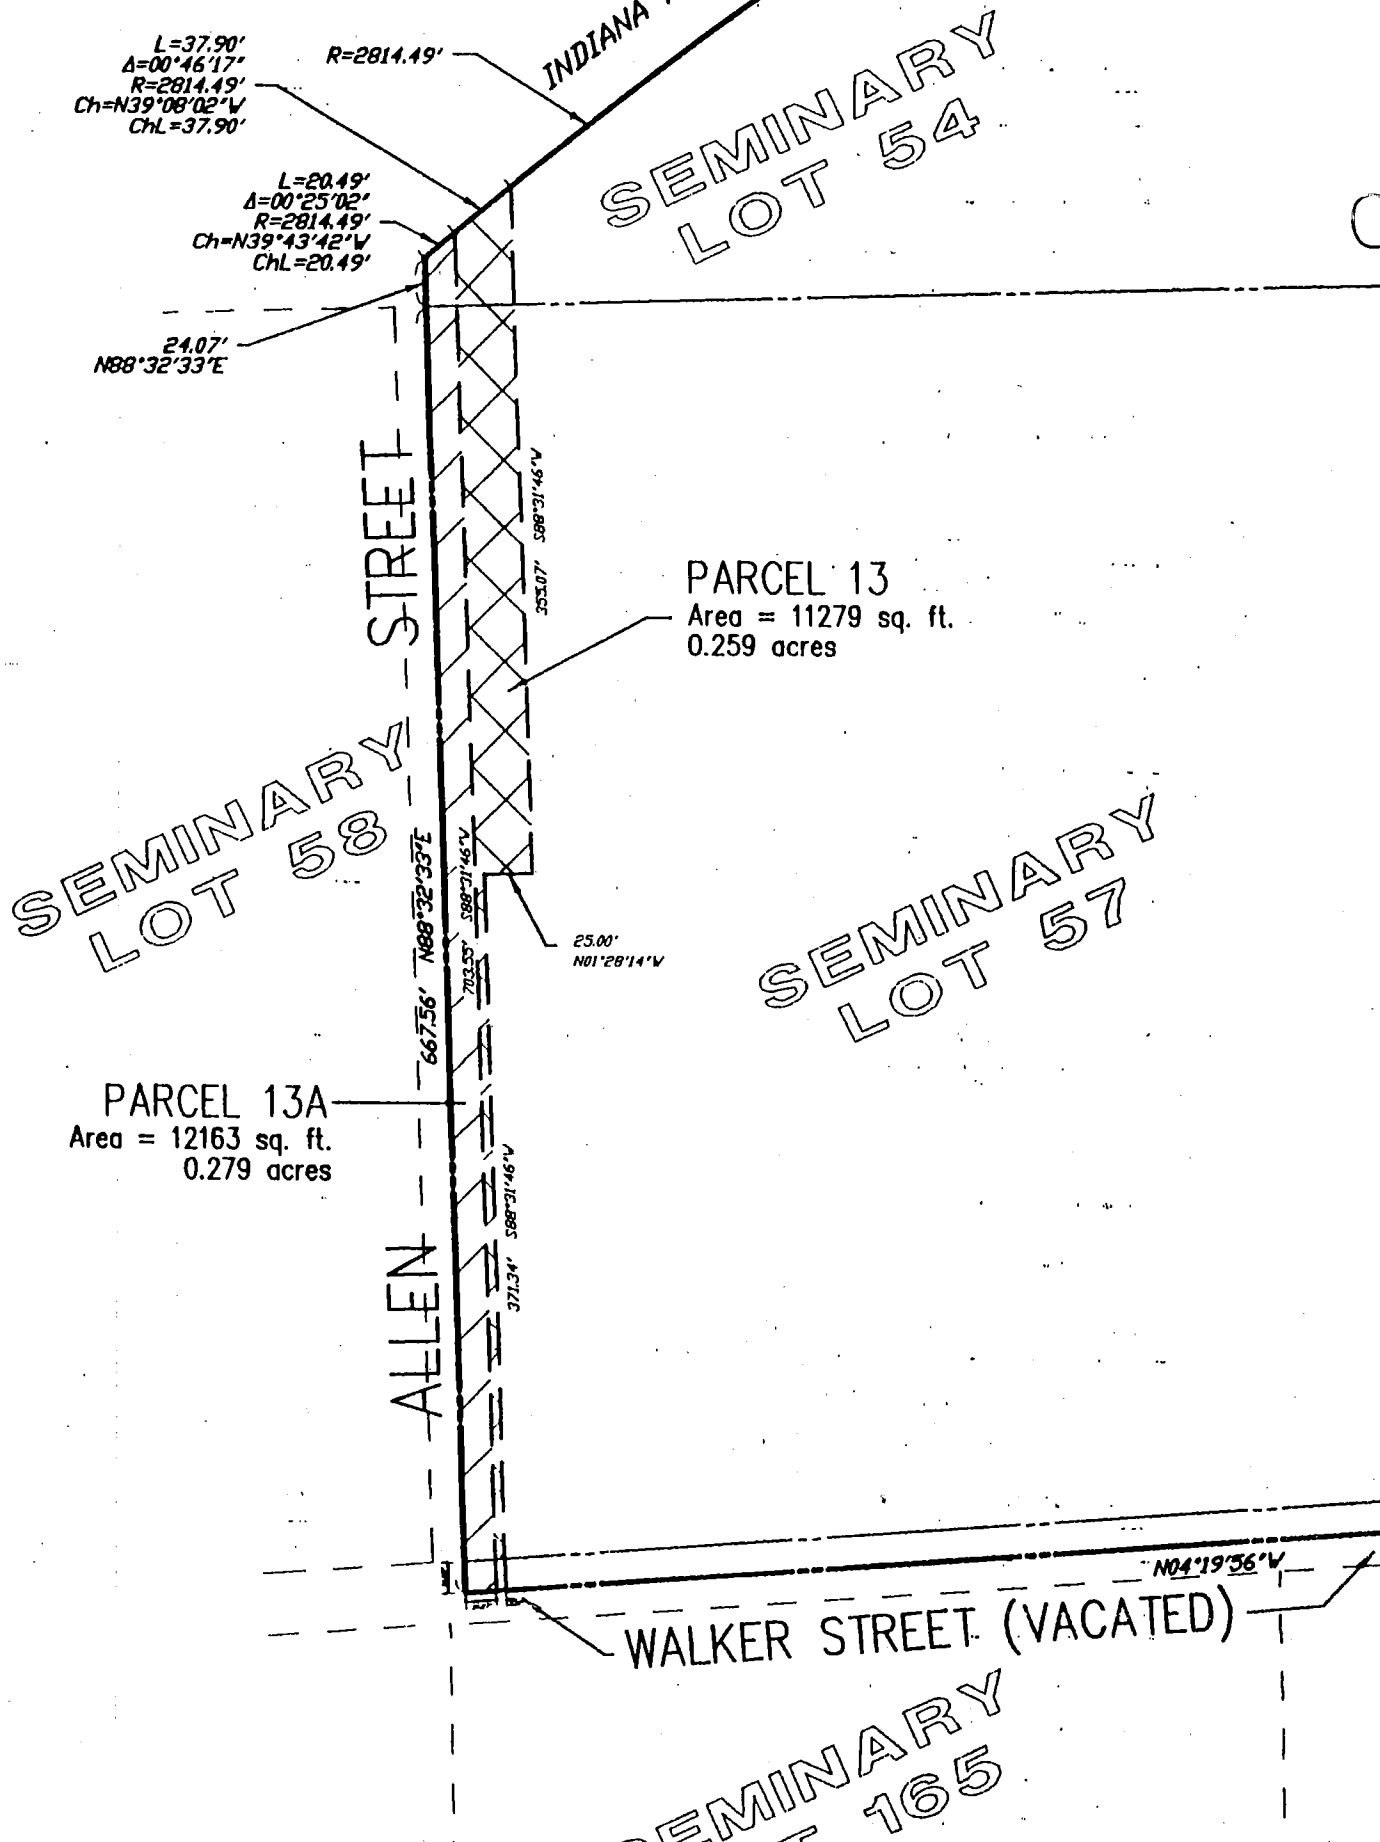 L=37.90'
Δ=00°46'17"
R=2814.49'
Ch=N39°08'02"W
ChL=37.90'
R=2814.49'
INDIANA
SEMINARY
LOT 54
L=20.49'
Δ=00°25'02"
R=2814.49'
Ch=N39°43'42"W
ChL=20.49'
24.07'
N88°32'33"E
S88°31'46"W
355.07'
PARCEL 13
Area = 11279 sq. ft.
0.259 acres
SEMINARY
LOT 58
667.56' N88°32'33"E
S88°31'46"W
703.55'
25.00'
N01°28'14"W
SEMINARY
LOT 57
PARCEL 13A
Area = 12163 sq. ft.
0.279 acres
S88°31'46"W
371.34'
ALLEN STREET
N04°19'56"W
WALKER STREET (VACATED)
SEMINARY
165